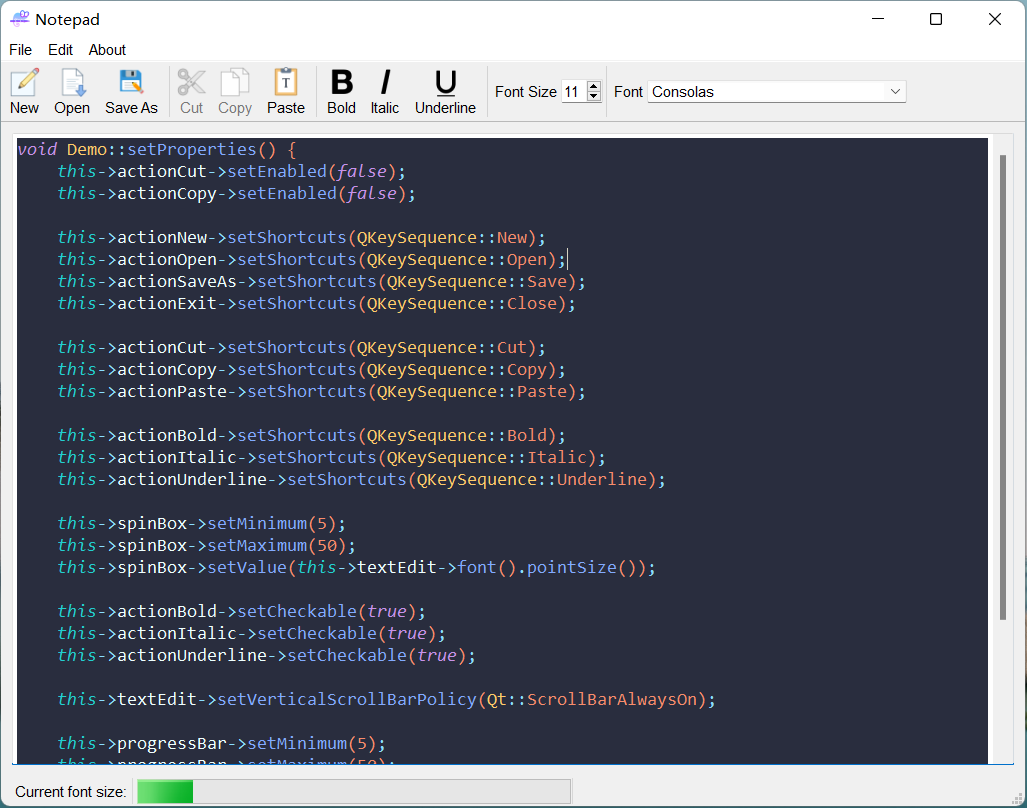 Notepad
File Edit About
New Open Save As Cut Copy Paste Bold Italic Underline Font Size 11 Font Consolas
void Demo::setProperties() {
    this->actionCut->setEnabled(false);
    this->actionCopy->setEnabled(false);

    this->actionNew->setShortcuts(QKeySequence::New);
    this->actionOpen->setShortcuts(QKeySequence::Open);
    this->actionSaveAs->setShortcuts(QKeySequence::Save);
    this->actionExit->setShortcuts(QKeySequence::Close);

    this->actionCut->setShortcuts(QKeySequence::Cut);
    this->actionCopy->setShortcuts(QKeySequence::Copy);
    this->actionPaste->setShortcuts(QKeySequence::Paste);

    this->actionBold->setShortcuts(QKeySequence::Bold);
    this->actionItalic->setShortcuts(QKeySequence::Italic);
    this->actionUnderline->setShortcuts(QKeySequence::Underline);

    this->spinBox->setMinimum(5);
    this->spinBox->setMaximum(50);
    this->spinBox->setValue(this->textEdit->font().pointSize());

    this->actionBold->setCheckable(true);
    this->actionItalic->setCheckable(true);
    this->actionUnderline->setCheckable(true);

    this->textEdit->setVerticalScrollBarPolicy(Qt::ScrollBarAlwaysOn);

    this->progressBar->setMinimum(5);
    this->progressBar->setMaximum(50);
Current font size: